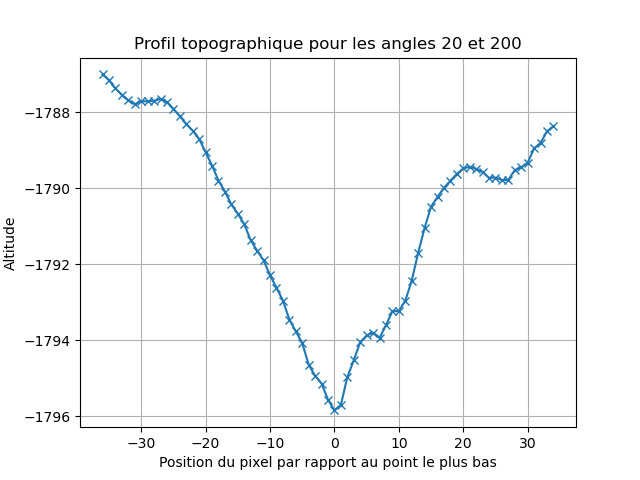 Profil topographique pour les angles 20 et 200
Altitude
−1788
−1790
−1792
−1794
−1796
−30 −20 −10 0 10 20 30
Position du pixel par rapport au point le plus bas